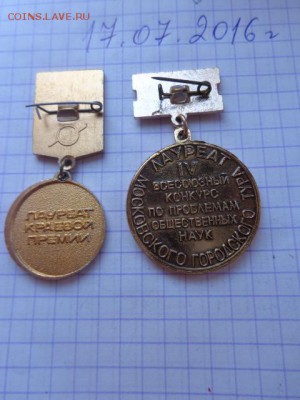 COINS.LAVE.RU
17.07.2016г
ЛАУРЕАТ
КРАЕВОЙ
ПРЕМИИ
ЛАУРЕАТ
МОСКОВСКОГО ГОРОДСКОГО ТУРА
IV
ВСЕСОЮЗНЫЙ
КОНКУРС
ПО ПРОБЛЕМАМ
ОБЩЕСТВЕННЫХ
НАУК